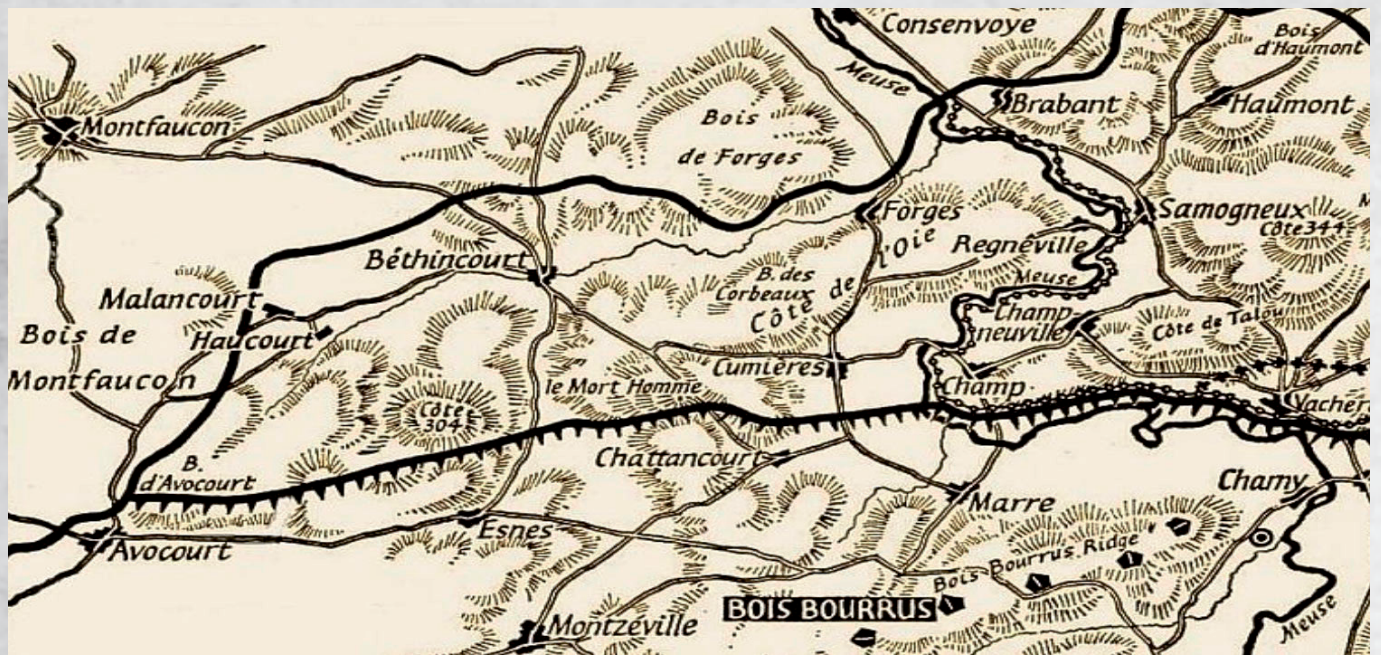 Consenvoye
Bois
d'Haumont
Meuse
Brabant
Haumont
Montfaucon
Bois
de Forges
Forges
Samogneux
Côte 344
l'Oie
Regnéville
Béthincourt
B. des
Corbeaux
Côte de
Meuse
Malancourt
Champ-
neuville
Côte de Talou
Bois de
Haucourt
Montfaucon
le Mort Homme
Cumières
Champ
Côte
304
Chattancourt
B.
d'Avocourt
Charny
Marre
Esnes
Avocourt
Bois Bourrus Ridge
BOIS BOURRUS
Montzéville
Meuse